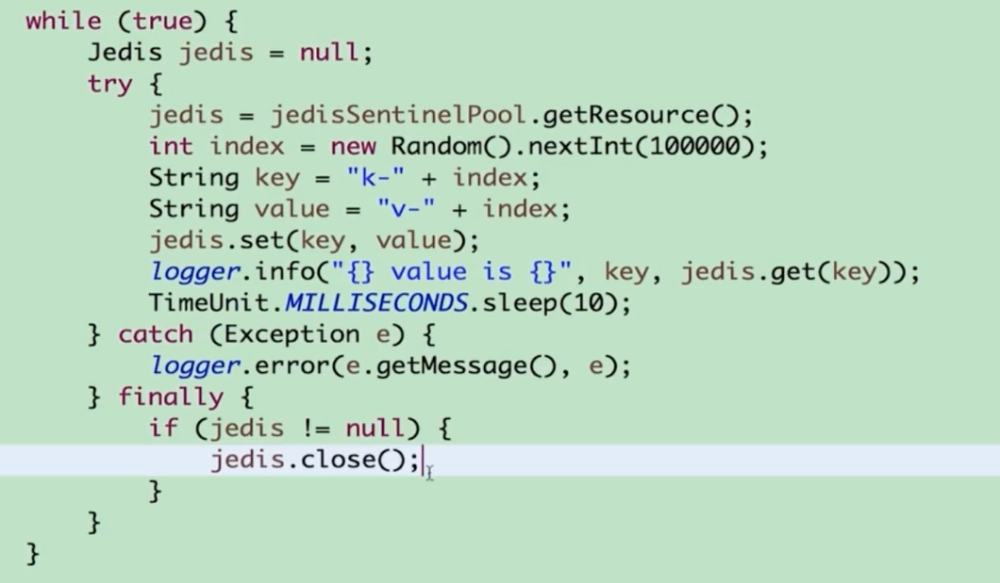 while (true) {
    Jedis jedis = null;
    try {
        jedis = jedisSentinelPool.getResource();
        int index = new Random().nextInt(100000);
        String key = "k-" + index;
        String value = "v-" + index;
        jedis.set(key, value);
        logger.info("{} value is {}", key, jedis.get(key));
        TimeUnit.MILLISECONDS.sleep(10);
    } catch (Exception e) {
        logger.error(e.getMessage(), e);
    } finally {
        if (jedis != null) {
            jedis.close();
        }
    }
}